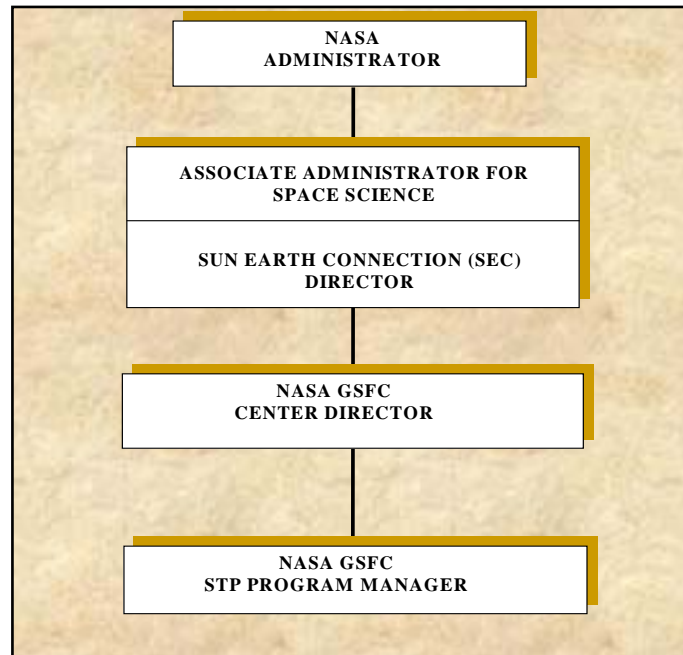 NASA
ADMINISTRATOR
ASSOCIATE ADMINISTRATOR FOR
SPACE SCIENCE
SUN EARTH CONNECTION (SEC)
DIRECTOR
NASA GSFC
CENTER DIRECTOR
NASA GSFC
STP PROGRAM MANAGER